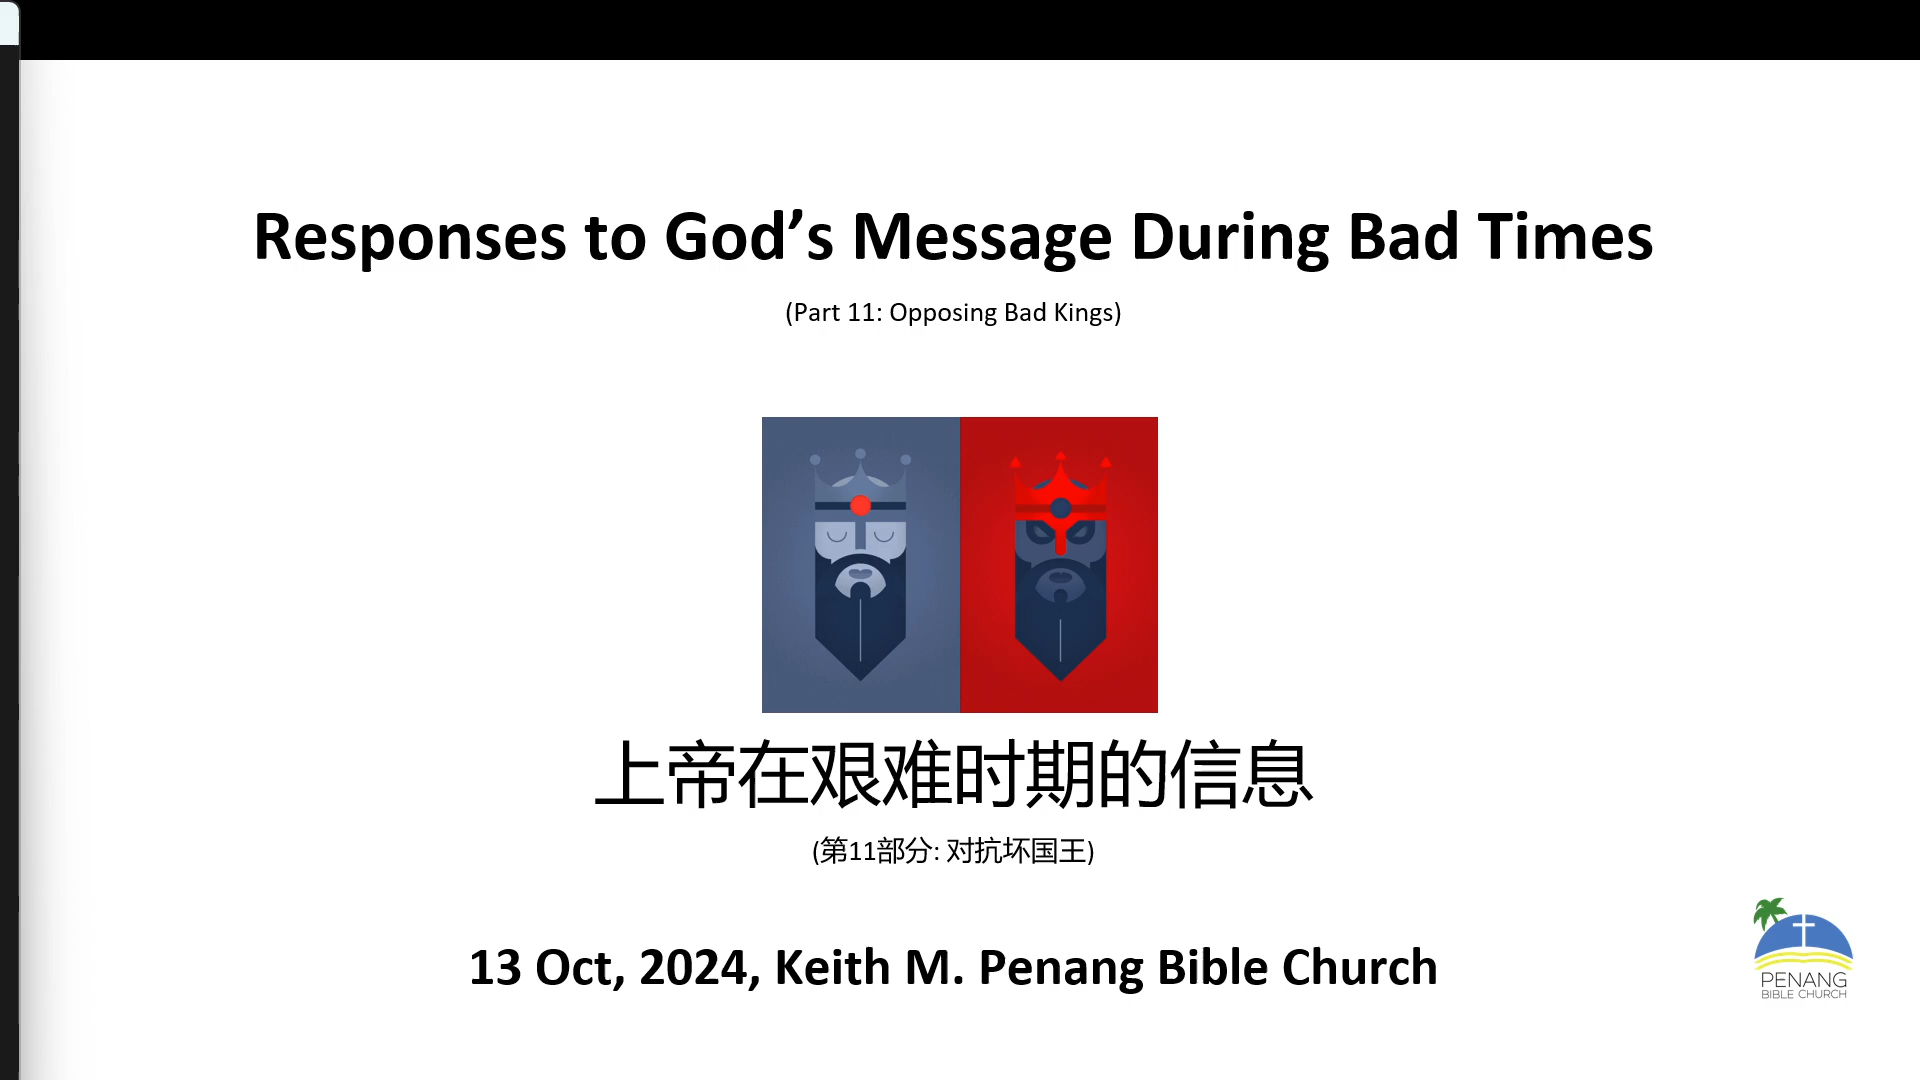 Responses to God’s Message During Bad Times
(Part 11: Opposing Bad Kings)
上帝在艰难时期的信息
(第11部分: 对抗坏国王)
13 Oct, 2024, Keith M. Penang Bible Church
PENANG
BIBLE CHURCH